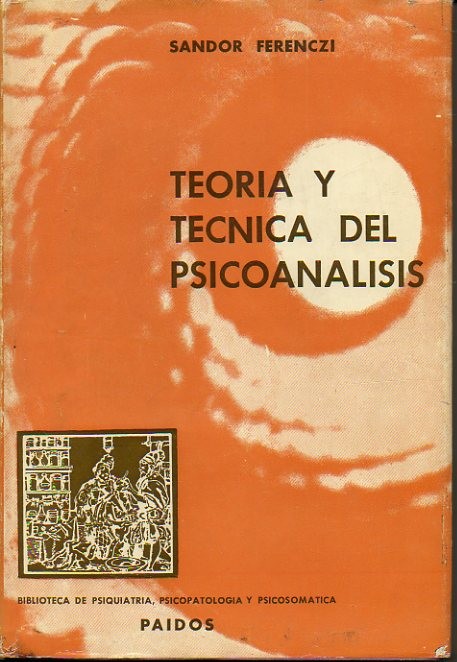 SANDOR FERENCZI
TEORIA Y
TECNICA DEL
PSICOANALISIS
BIBLIOTECA DE PSIQUIATRIA, PSICOPATOLOGIA Y PSICOSOMATICA
PAIDOS